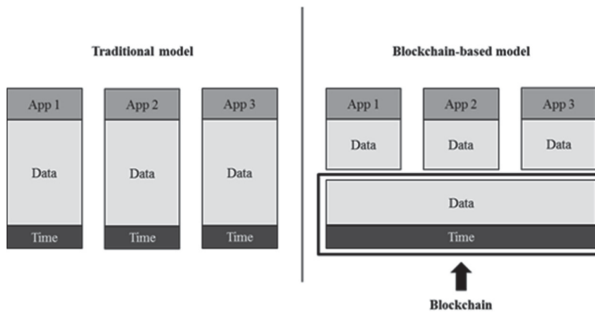 Traditional model
App 1
App 2
App 3
Data
Data
Data
Time
Time
Time
Blockchain-based model
App 1
App 2
App 3
Data
Data
Data
Data
Time
Blockchain